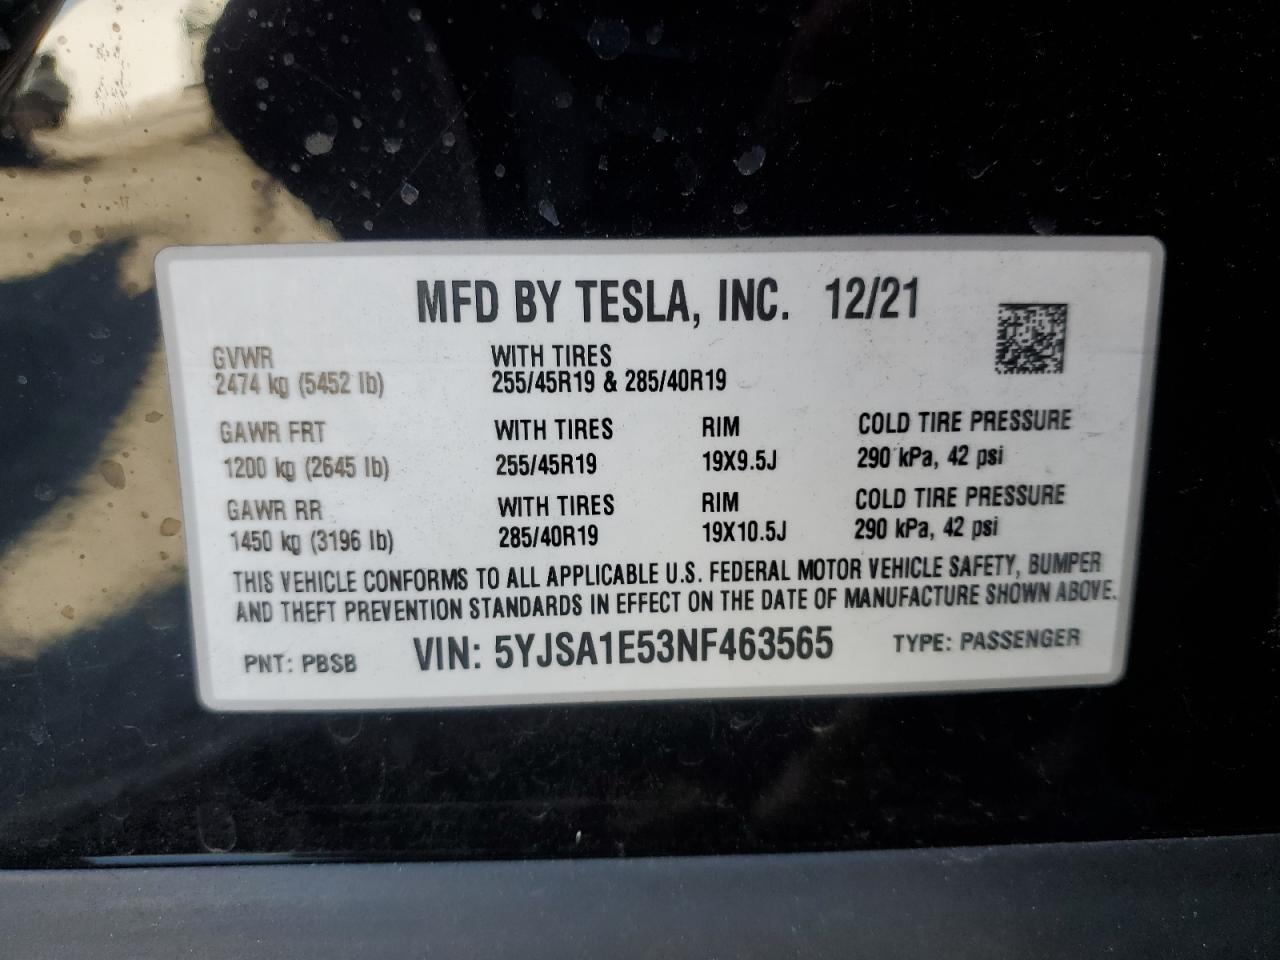 MFD BY TESLA, INC. 12/21
GVWR WITH TIRES
2474 kg (5452 lb) 255/45R19 & 285/40R19
GAWR FRT WITH TIRES RIM COLD TIRE PRESSURE
1200 kg (2645 lb) 255/45R19 19X9.5J 290 kPa, 42 psi
GAWR RR WITH TIRES RIM COLD TIRE PRESSURE
1450 kg (3196 lb) 285/40R19 19X10.5J 290 kPa, 42 psi
THIS VEHICLE CONFORMS TO ALL APPLICABLE U.S. FEDERAL MOTOR VEHICLE SAFETY, BUMPER
AND THEFT PREVENTION STANDARDS IN EFFECT ON THE DATE OF MANUFACTURE SHOWN ABOVE.
PNT: PBSB VIN: 5YJSA1E53NF463565 TYPE: PASSENGER